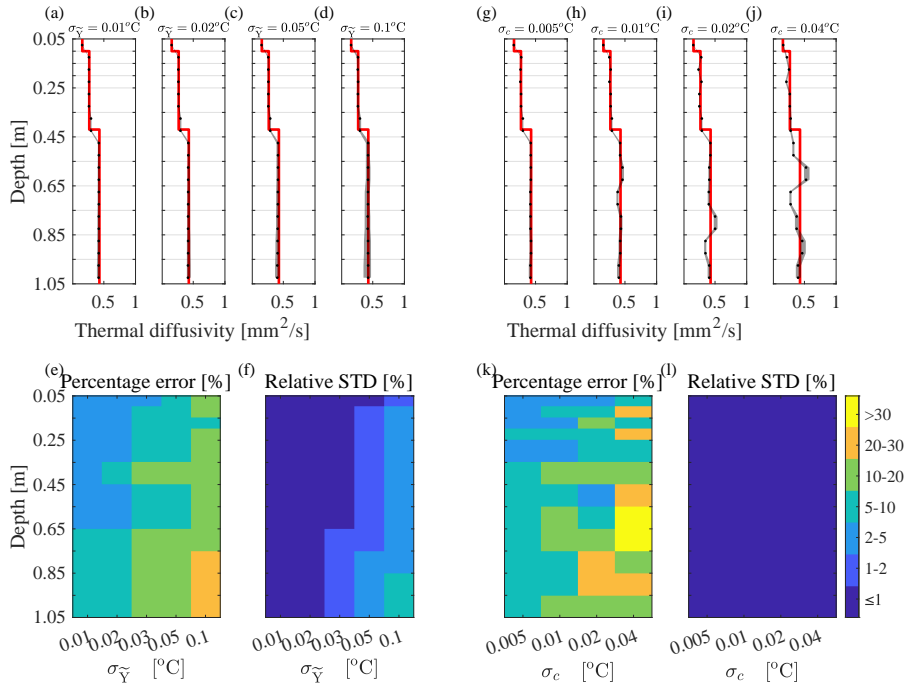 (a) (b) (c) (d) (g) (h) (i) (j)
σ_Ỹ = 0.01°C σ_Ỹ = 0.02°C σ_Ỹ = 0.05°C σ_Ỹ = 0.1°C σ_c = 0.005°C σ_c = 0.01°C σ_c = 0.02°C σ_c = 0.04°C
0.05
0.25
0.45
0.65
0.85
1.05
Depth [m]
0.5 1 0.5 1 0.5 1 0.5 1 0.5 1 0.5 1 0.5 1 0.5 1
Thermal diffusivity [mm²/s] Thermal diffusivity [mm²/s]
(e) (f) (k) (l)
Percentage error [%] Relative STD [%] Percentage error [%] Relative STD [%]
0.05
0.25
0.45
0.65
0.85
1.05
Depth [m]
>30
20-30
10-20
5-10
2-5
1-2
≤1
0.01 0.02 0.03 0.05 0.1 0.01 0.02 0.03 0.05 0.1 0.005 0.01 0.02 0.04 0.005 0.01 0.02 0.04
σ_Ỹ [°C] σ_Ỹ [°C] σ_c [°C] σ_c [°C]